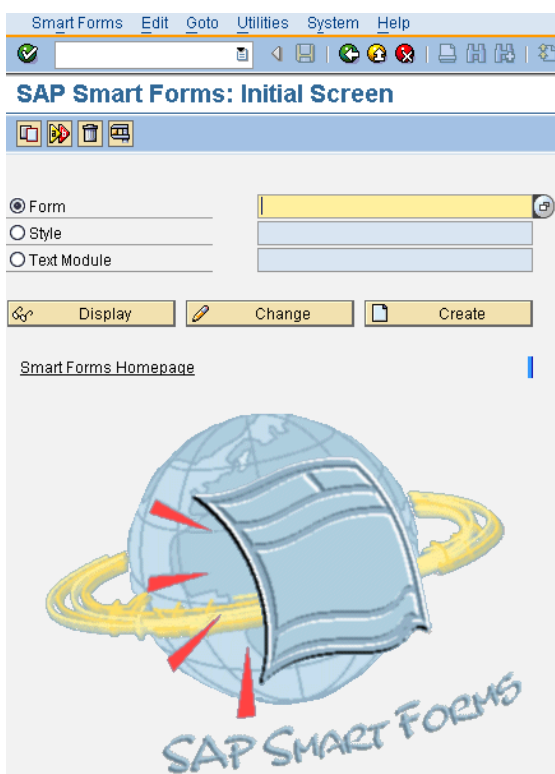 Smart Forms Edit Goto Utilities System Help
SAP Smart Forms: Initial Screen
Form
Style
Text Module
Display Change Create
Smart Forms Homepage
SAP SMART FORMS